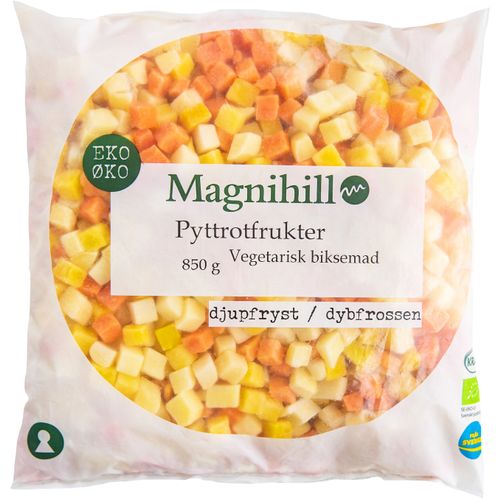 EKO
ØKO
Magnihill
Pyttrotfrukter
850 g Vegetarisk biksemad
djupfryst / dybfrossen